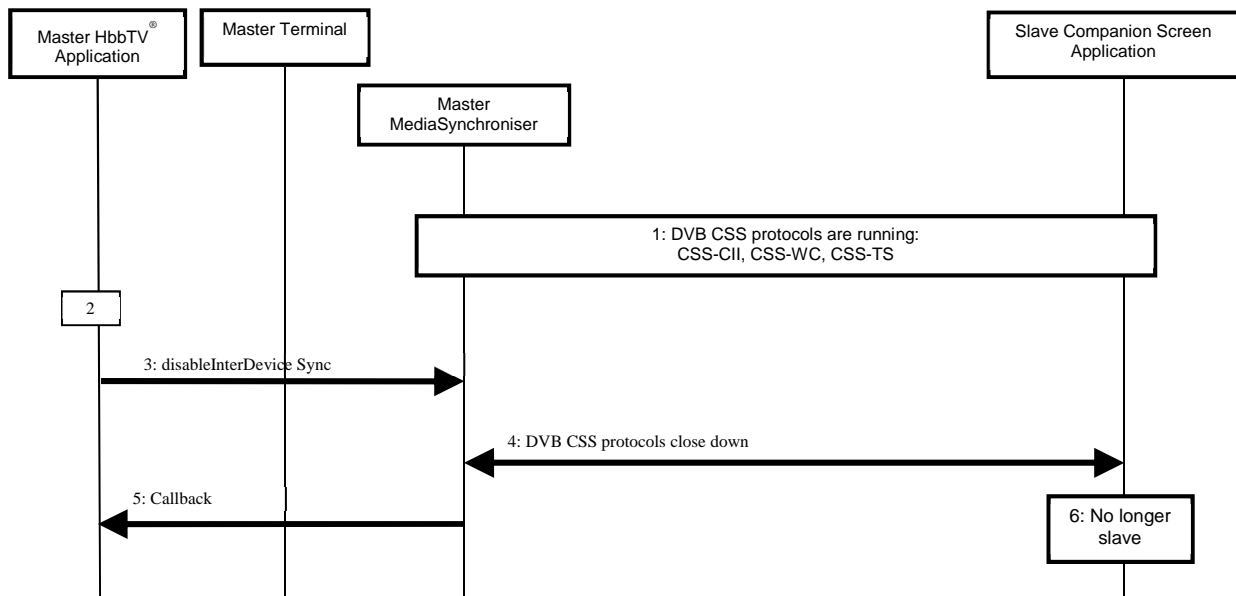 Master HbbTV®
Application
Master Terminal
Slave Companion Screen
Application
Master
MediaSynchroniser
1: DVB CSS protocols are running:
CSS-CII, CSS-WC, CSS-TS
2
3: disableInterDevice Sync
4: DVB CSS protocols close down
5: Callback
6: No longer
slave